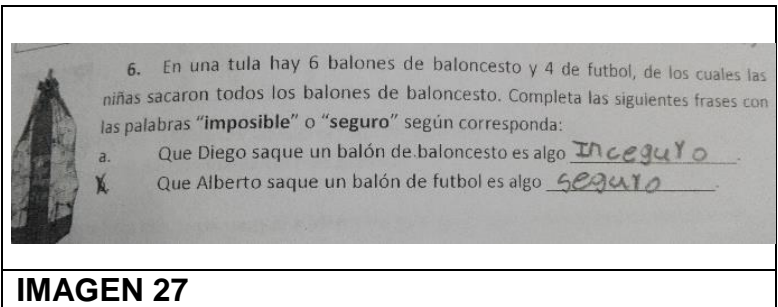 6. En una tula hay 6 balones de baloncesto y 4 de futbol, de los cuales las
niñas sacaron todos los balones de baloncesto. Completa las siguientes frases con
las palabras "imposible" o "seguro" según corresponda:
a. Que Diego saque un balón de baloncesto es algo Inceguro.
Que Alberto saque un balón de futbol es algo seguro.
IMAGEN 27